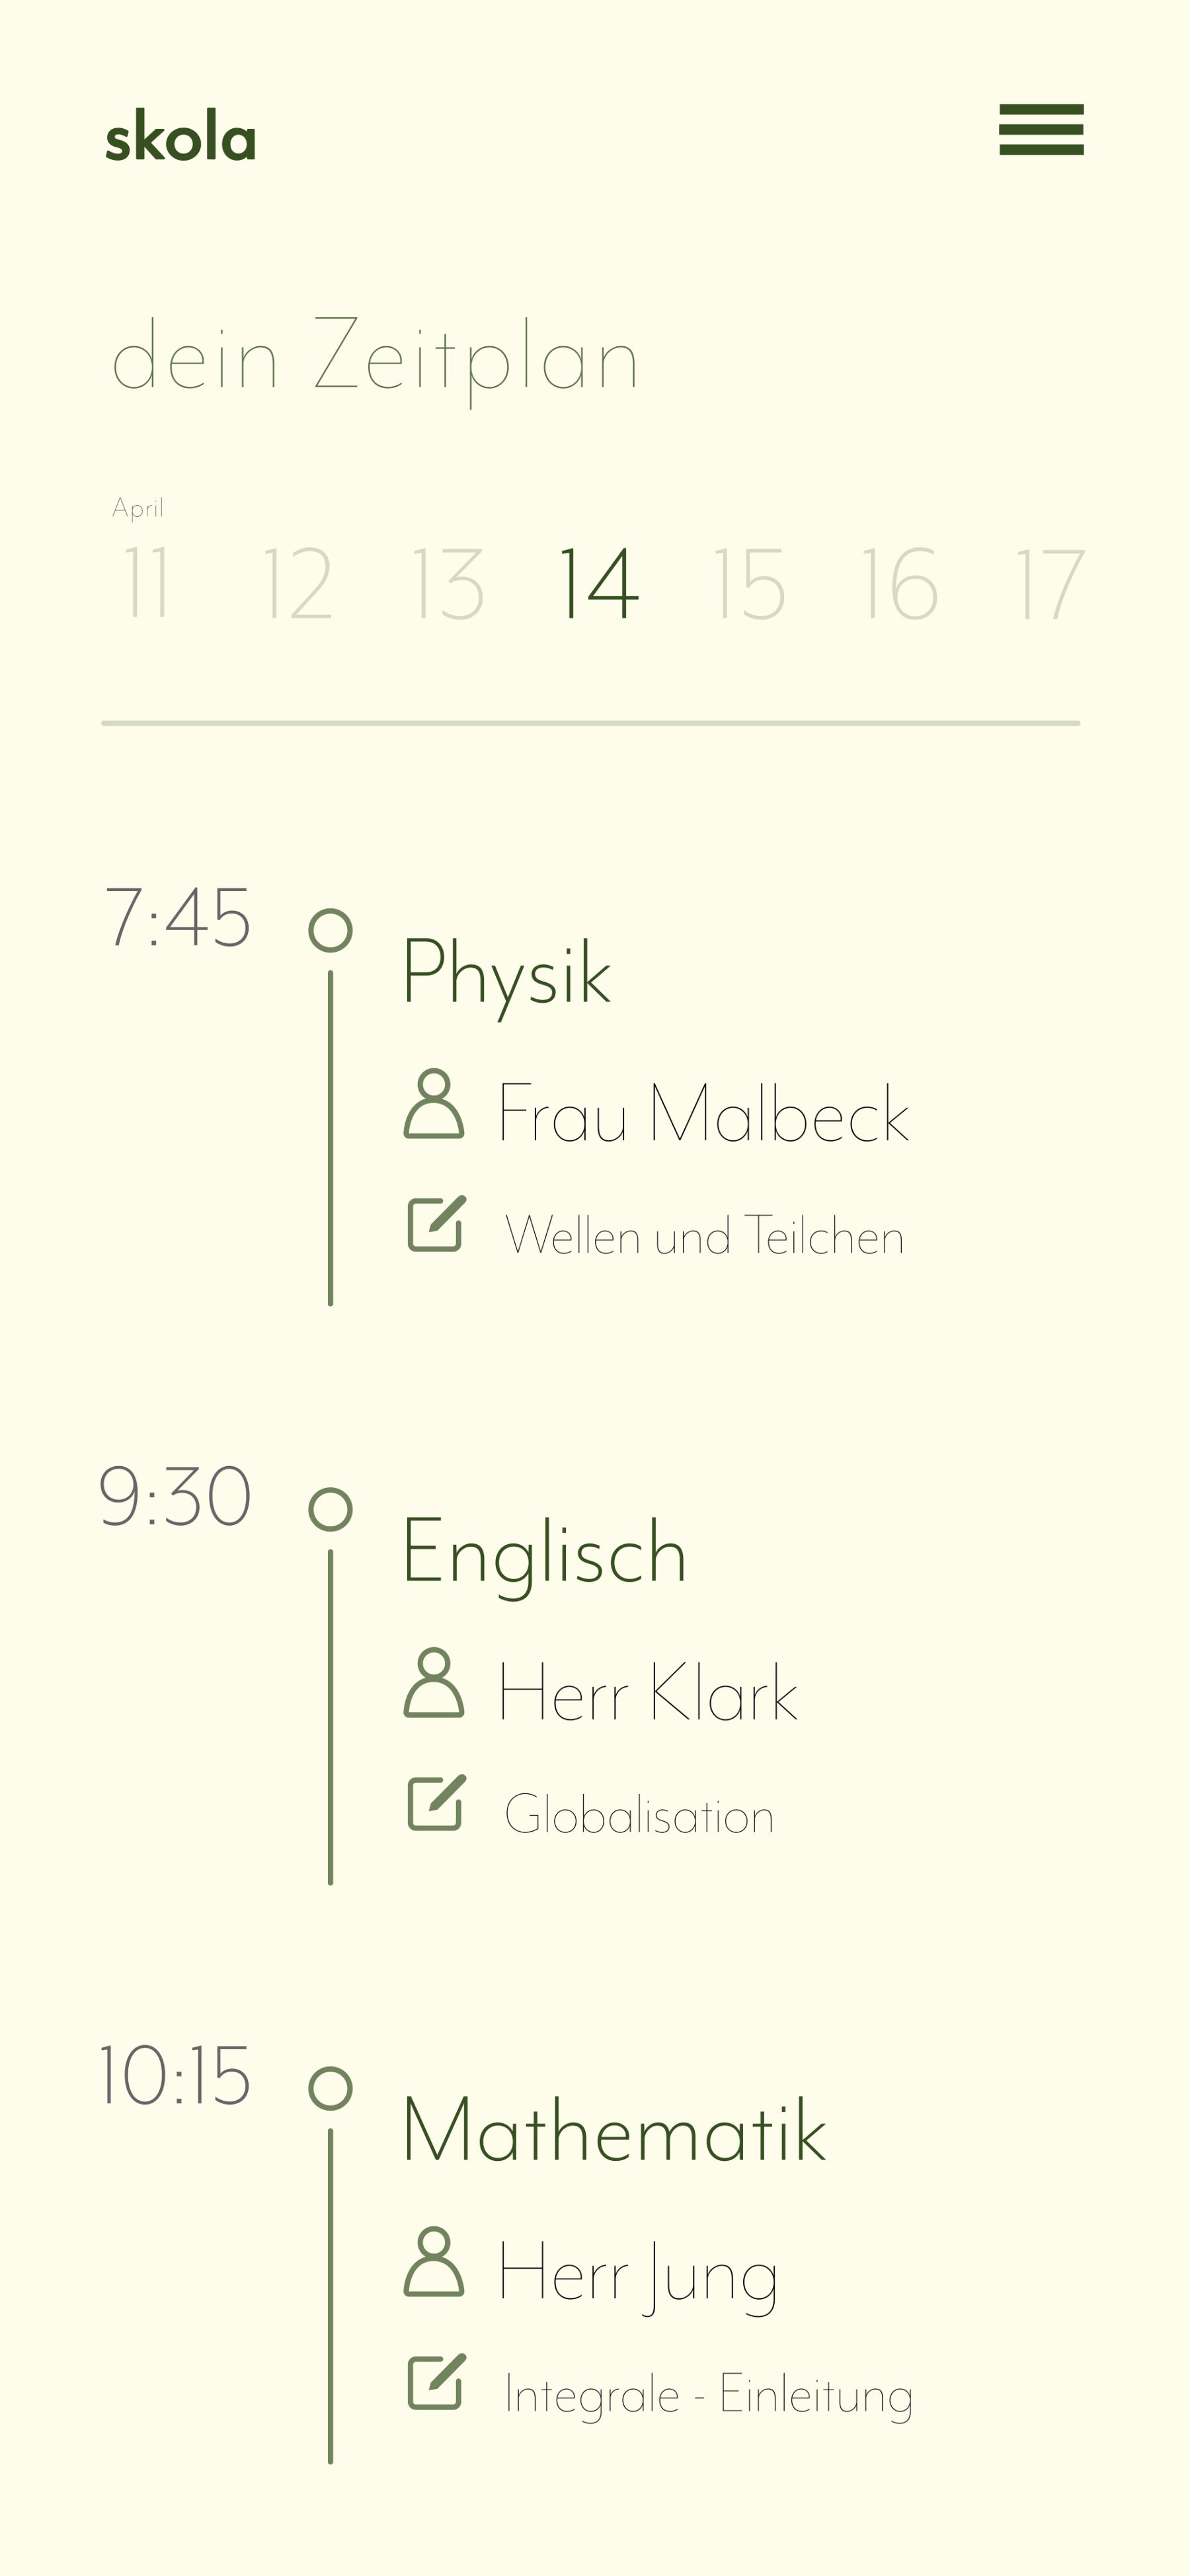 skola
dein Zeitplan
April
11 12 13 14 15 16 17
7:45
Physik
Frau Malbeck
Wellen und Teilchen
9:30
Englisch
Herr Klark
Globalisation
10:15
Mathematik
Herr Jung
Integrale - Einleitung